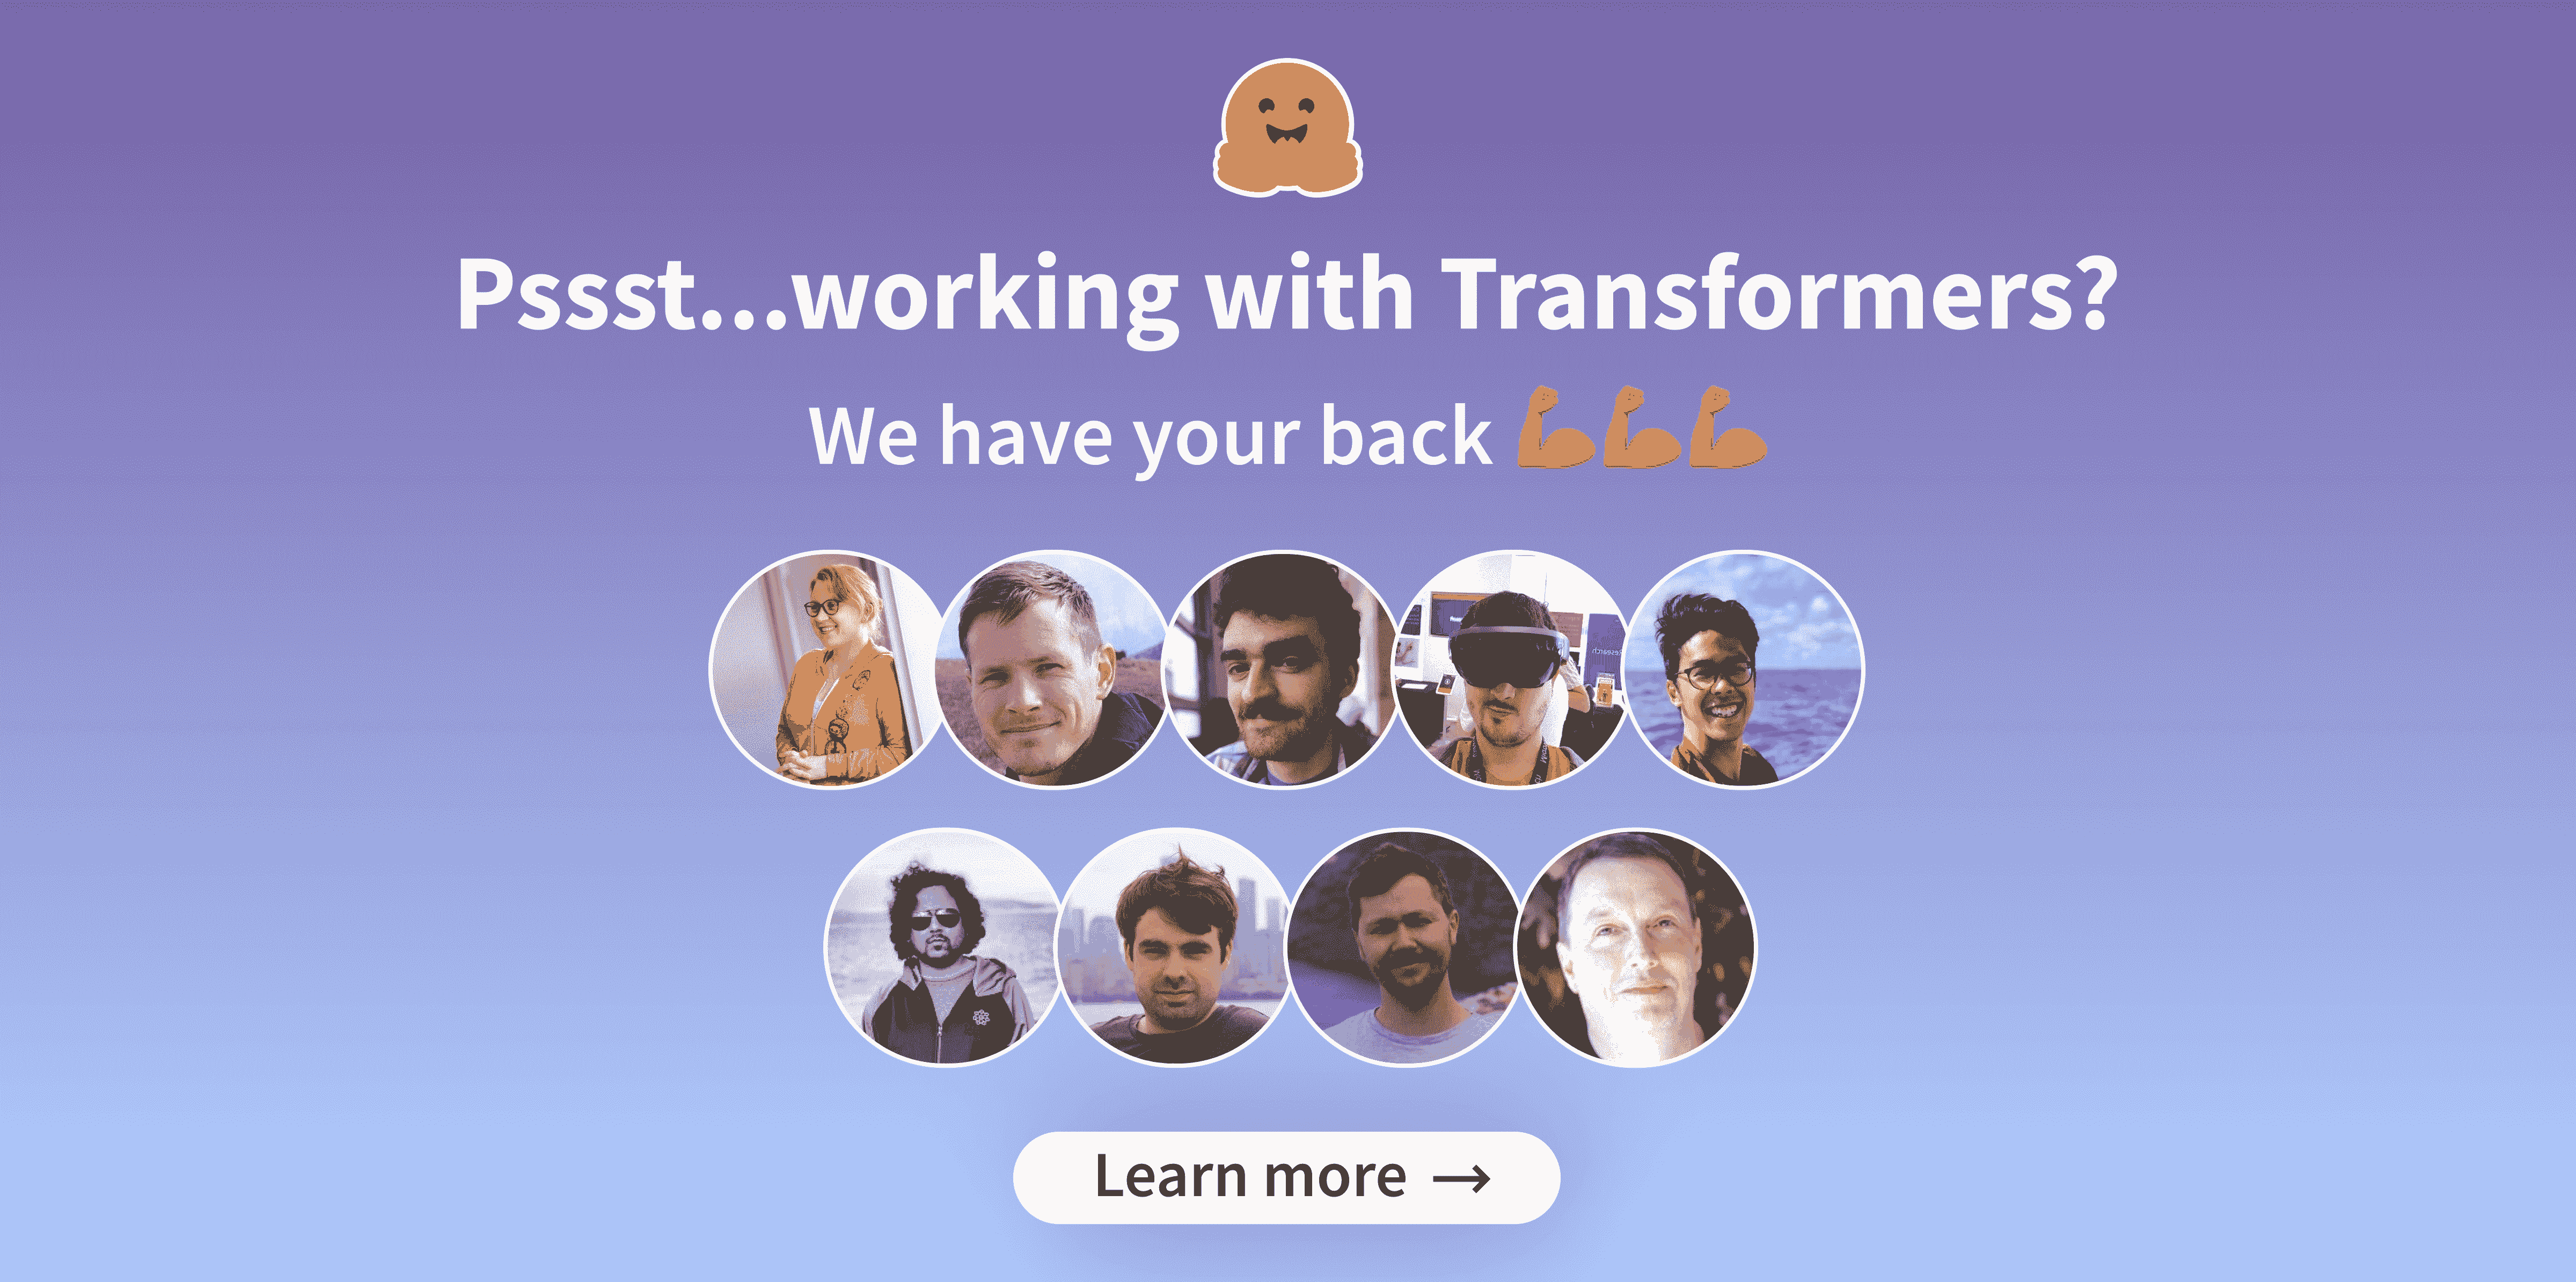 Pssst...working with Transformers?
We have your back 💪💪💪
Learn more →